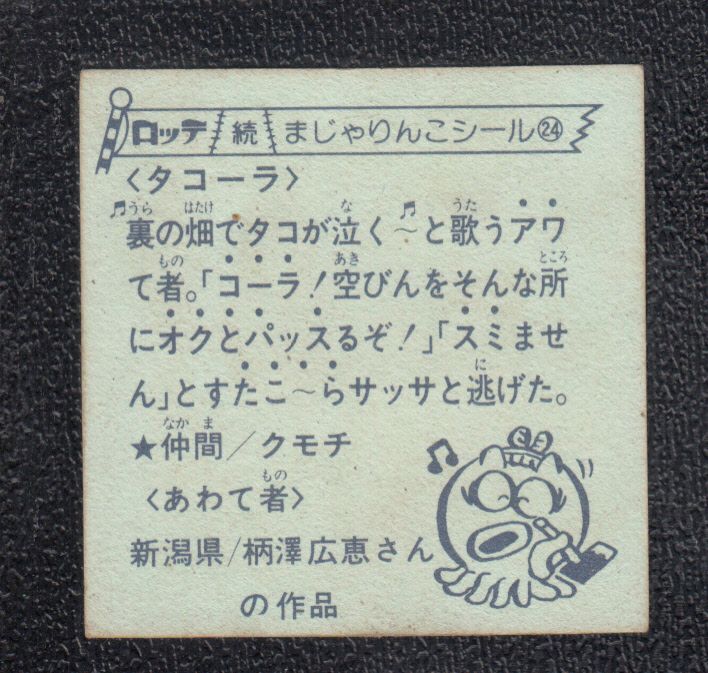 ロッテ 続 まじゃりんこシール㉔
〈タコーラ〉
♬裏の畑でタコが泣く〜♬と歌うアワ
て者。「コーラ！空びんをそんな所
にオクとパッスるぞ！」「スミませ
ん」とすたこ〜らサッサと逃げた。
★仲間／クモチ
〈あわて者〉
新潟県／柄澤広恵さん
の作品